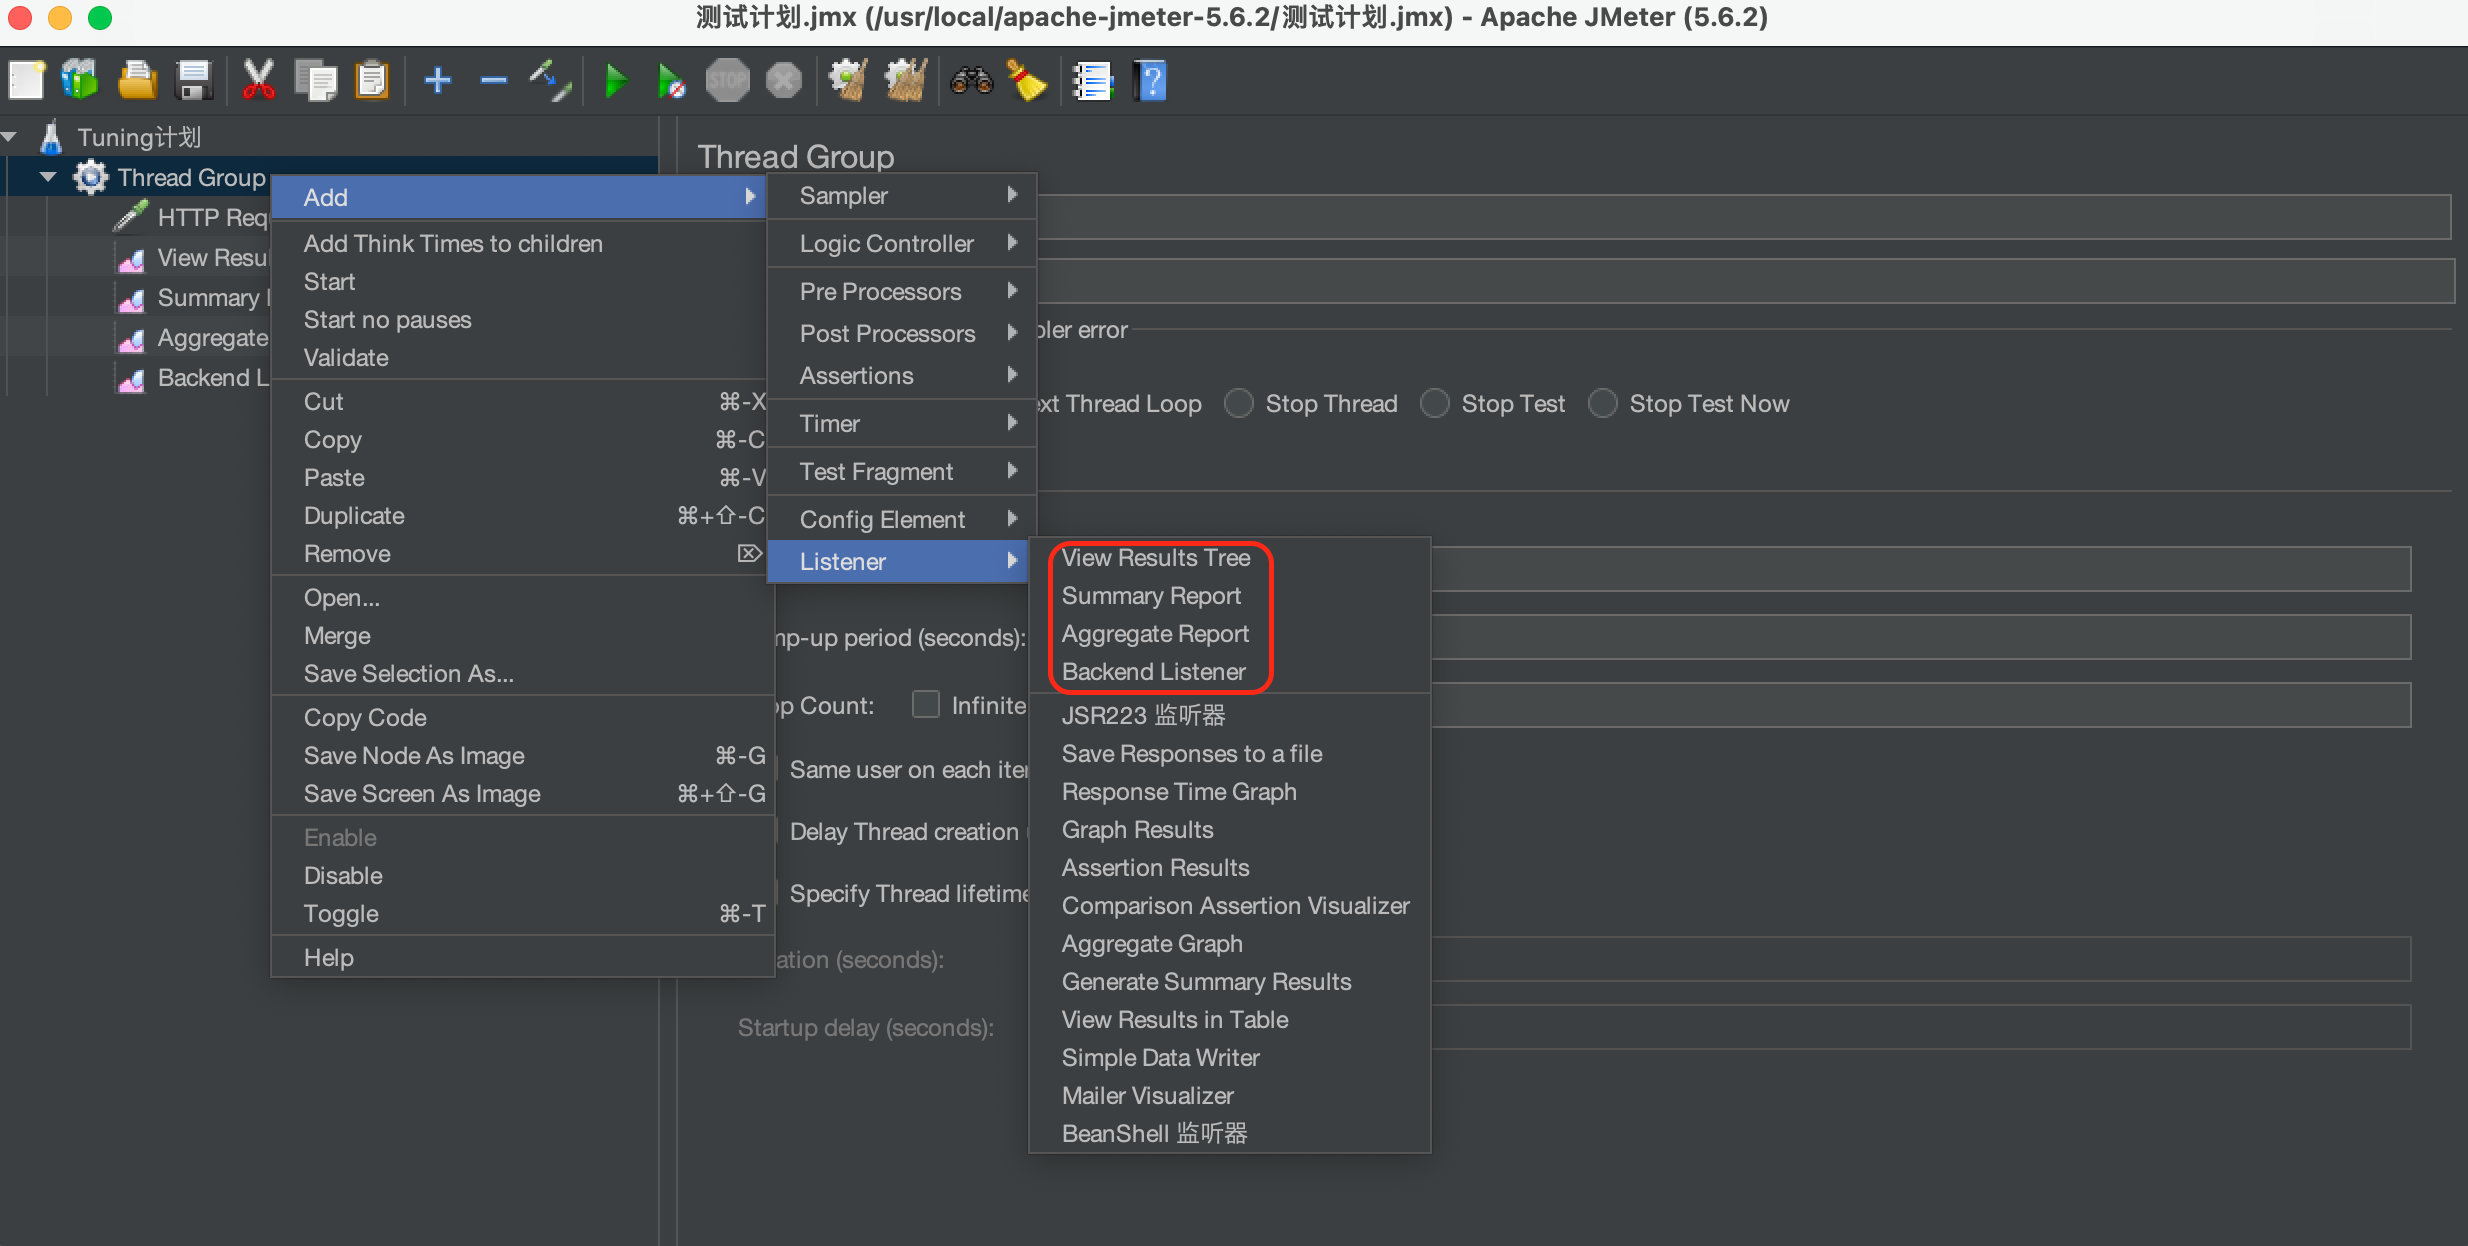 测试计划.jmx (/usr/local/apache-jmeter-5.6.2/测试计划.jmx) - Apache JMeter (5.6.2)
STOP
Tuning计划
Thread Group
HTTP Req
View Resul
Summary
Aggregate
Backend L
Add
Add Think Times to children
Start
Start no pauses
Validate
Cut ⌘-X
Copy ⌘-C
Paste ⌘-V
Duplicate ⌘+⇧-C
Remove ⌦
Open...
Merge
Save Selection As...
Copy Code
Save Node As Image ⌘-G
Save Screen As Image ⌘+⇧-G
Enable
Disable
Toggle ⌘-T
Help
Sampler
Logic Controller
Pre Processors
Post Processors
Assertions
Timer
Test Fragment
Config Element
Listener
View Results Tree
Summary Report
Aggregate Report
Backend Listener
JSR223 监听器
Save Responses to a file
Response Time Graph
Graph Results
Assertion Results
Comparison Assertion Visualizer
Aggregate Graph
Generate Summary Results
View Results in Table
Simple Data Writer
Mailer Visualizer
BeanShell 监听器
Thread Group
pler error
ext Thread Loop Stop Thread Stop Test Stop Test Now
mp-up period (seconds):
op Count: Infinite
Same user on each iter
Delay Thread creation
Specify Thread lifetime
ation (seconds):
Startup delay (seconds):